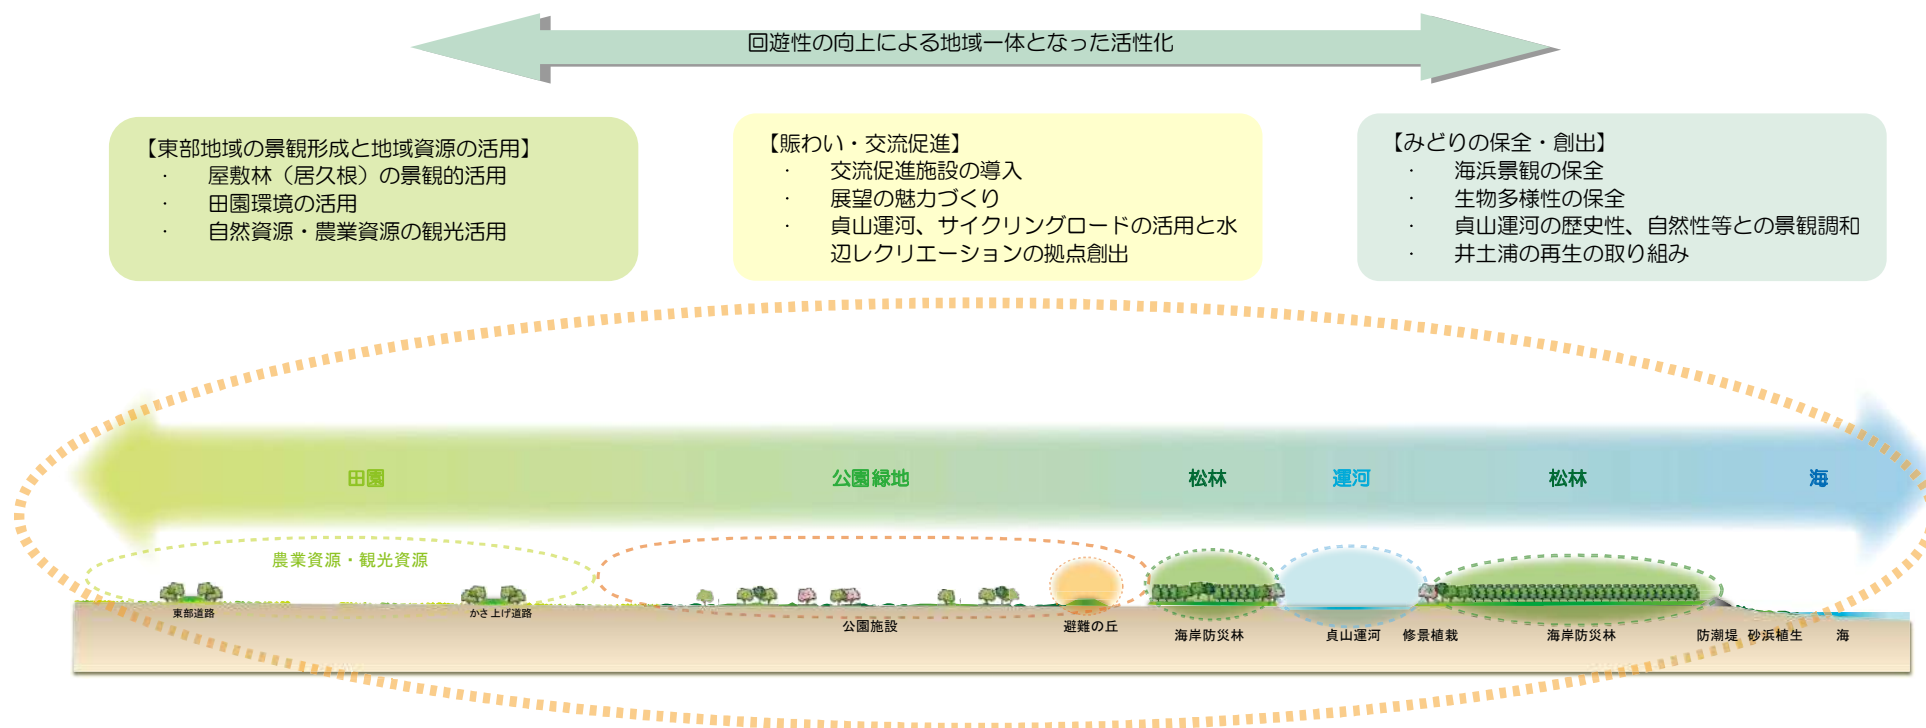 回遊性の向上による地域一体となった活性化
【東部地域の景観形成と地域資源の活用】
・ 屋敷林（居久根）の景観的活用
・ 田園環境の活用
・ 自然資源・農業資源の観光活用
【賑わい・交流促進】
・ 交流促進施設の導入
・ 展望の魅力づくり
・ 貞山運河、サイクリングロードの活用と水
辺レクリエーションの拠点創出
【みどりの保全・創出】
・ 海浜景観の保全
・ 生物多様性の保全
・ 貞山運河の歴史性、自然性等との景観調和
・ 井土浦の再生の取り組み
田園 公園緑地 松林 運河 松林 海
農業資源・観光資源
東部道路 かさ上げ道路 公園施設 避難の丘 海岸防災林 貞山運河 修景植栽 海岸防災林 防潮堤 砂浜植生 海